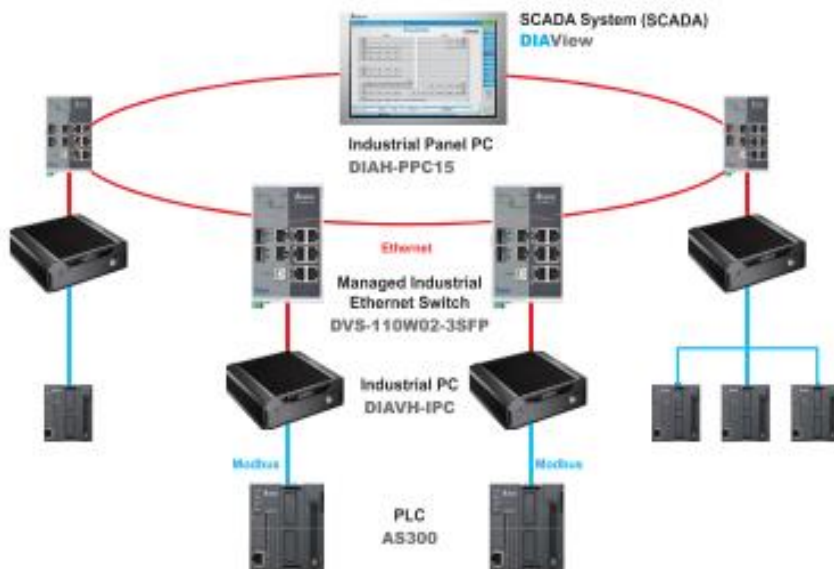 SCADA System (SCADA)
DIAView
Industrial Panel PC
DIAH-PPC15
Ethernet
Managed Industrial
Ethernet Switch
DVS-110W02-3SFP
Industrial PC
DIAVH-IPC
Modbus
Modbus
PLC
AS300